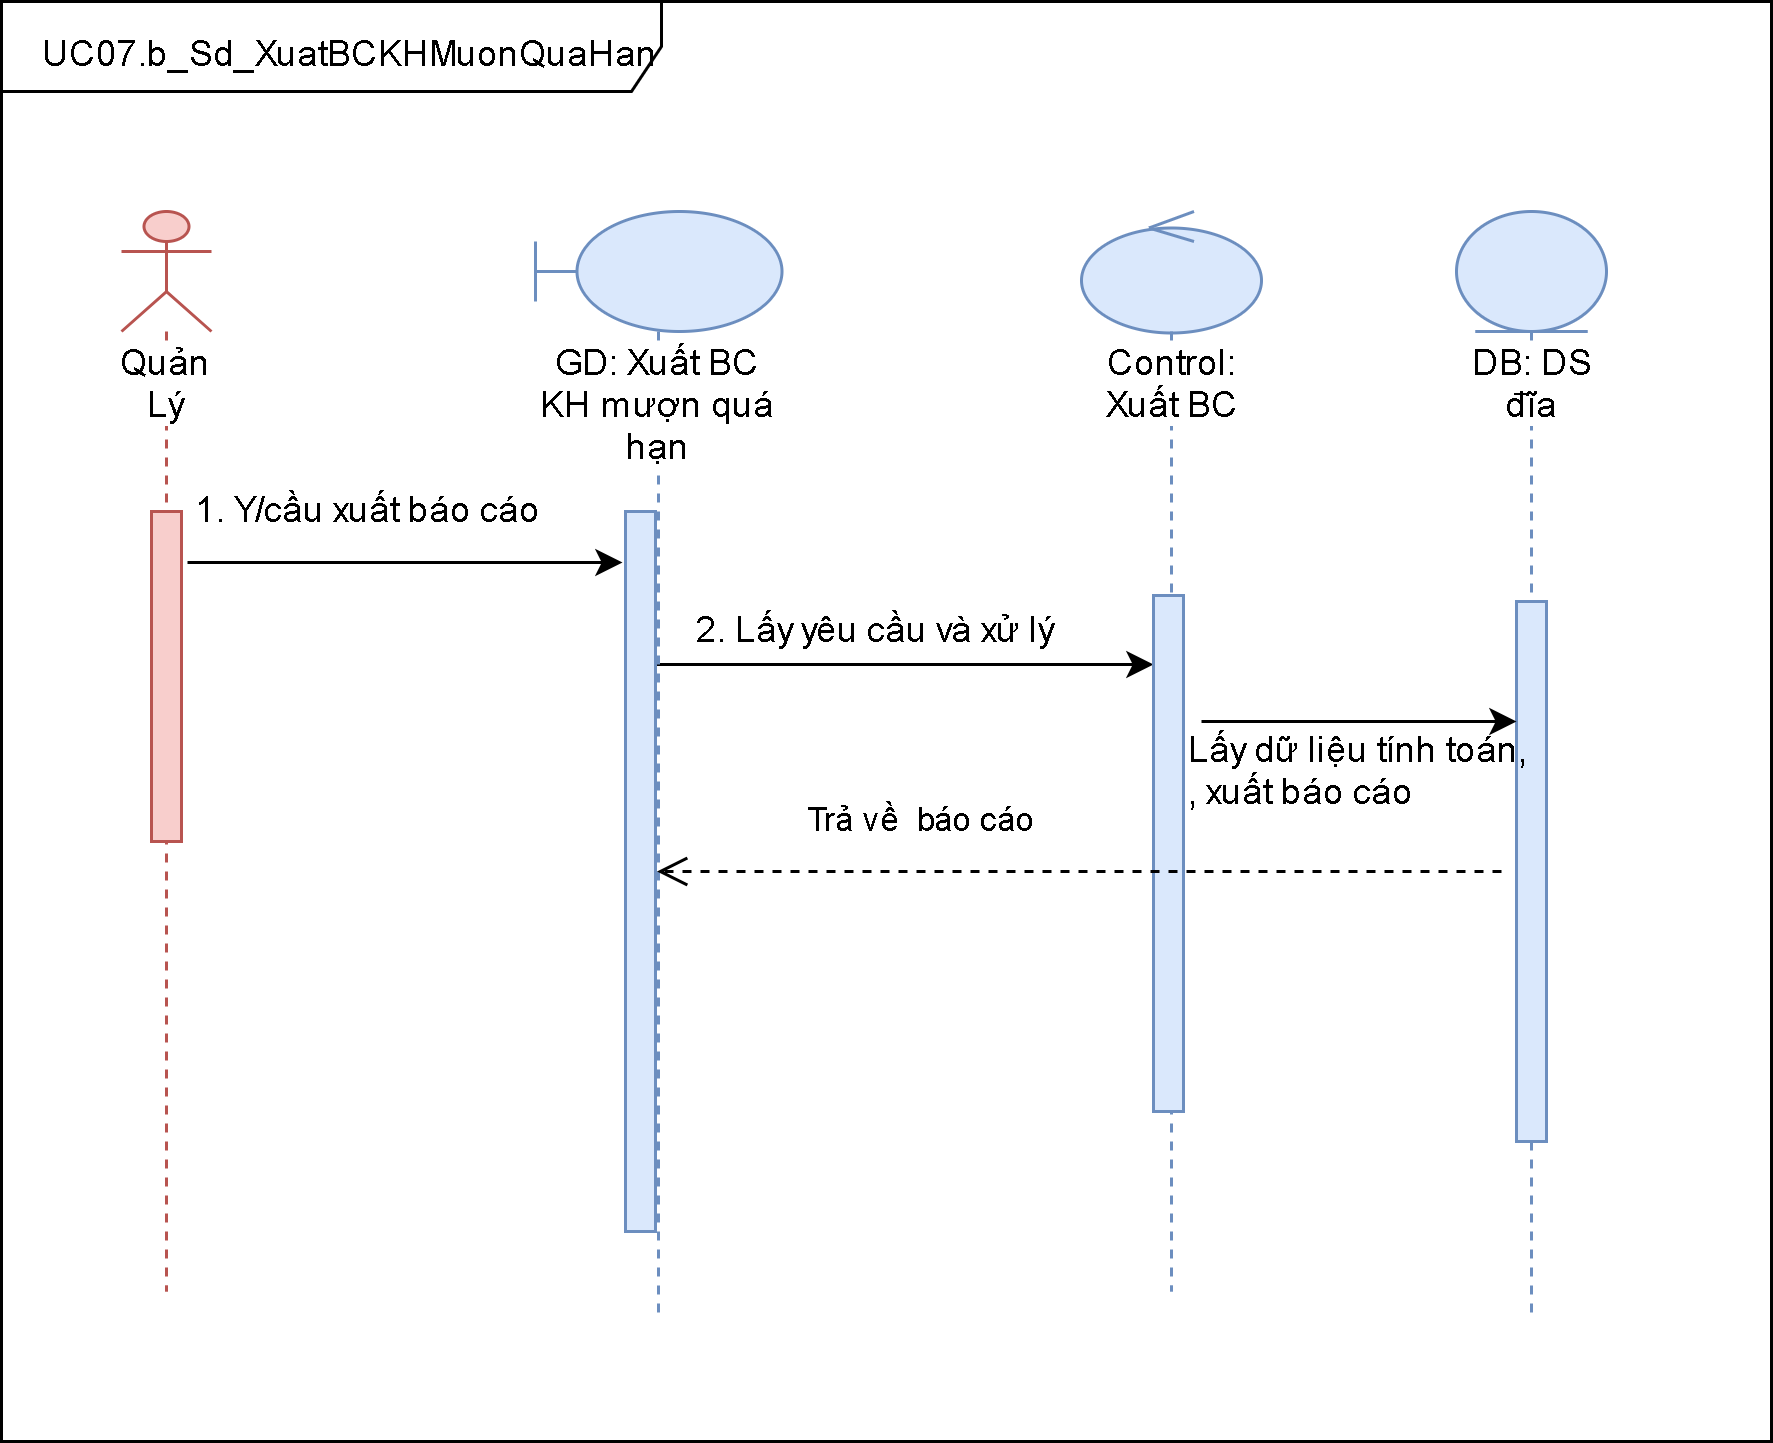 UC07.b_Sd_XuatBCKHMuonQuaHan
Quản
Lý
GD: Xuất BC
KH mượn quá
hạn
Control:
Xuất BC
DB: DS
đĩa
1. Y/cầu xuất báo cáo
2. Lấy yêu cầu và xử lý
Lấy dữ liệu tính toán,
, xuất báo cáo
Trả về  báo cáo